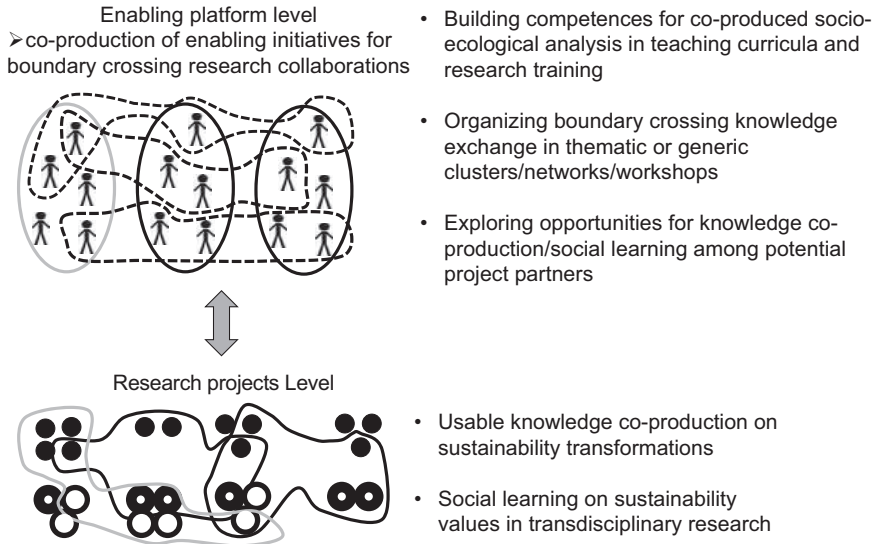 Enabling platform level
➢co-production of enabling initiatives for
boundary crossing research collaborations
• Building competences for co-produced socio-
ecological analysis in teaching curricula and
research training
• Organizing boundary crossing knowledge
exchange in thematic or generic
clusters/networks/workshops
• Exploring opportunities for knowledge co-
production/social learning among potential
project partners
Research projects Level
• Usable knowledge co-production on
sustainability transformations
• Social learning on sustainability
values in transdisciplinary research